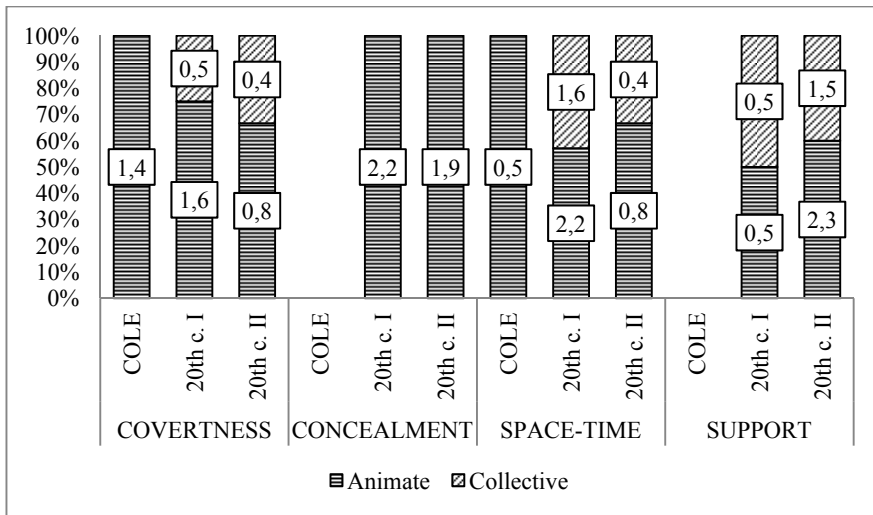 100%
90%
80%
70%
60%
50%
40%
30%
20%
10%
0%
1,4
0,5
1,6
0,4
0,8
2,2
1,9
0,5
1,6
2,2
0,4
0,8
0,5
0,5
1,5
2,3
COLE
20th c. I
20th c. II
COLE
20th c. I
20th c. II
COLE
20th c. I
20th c. II
COLE
20th c. I
20th c. II
COVERTNESS
CONCEALMENT
SPACE-TIME
SUPPORT
Animate
Collective